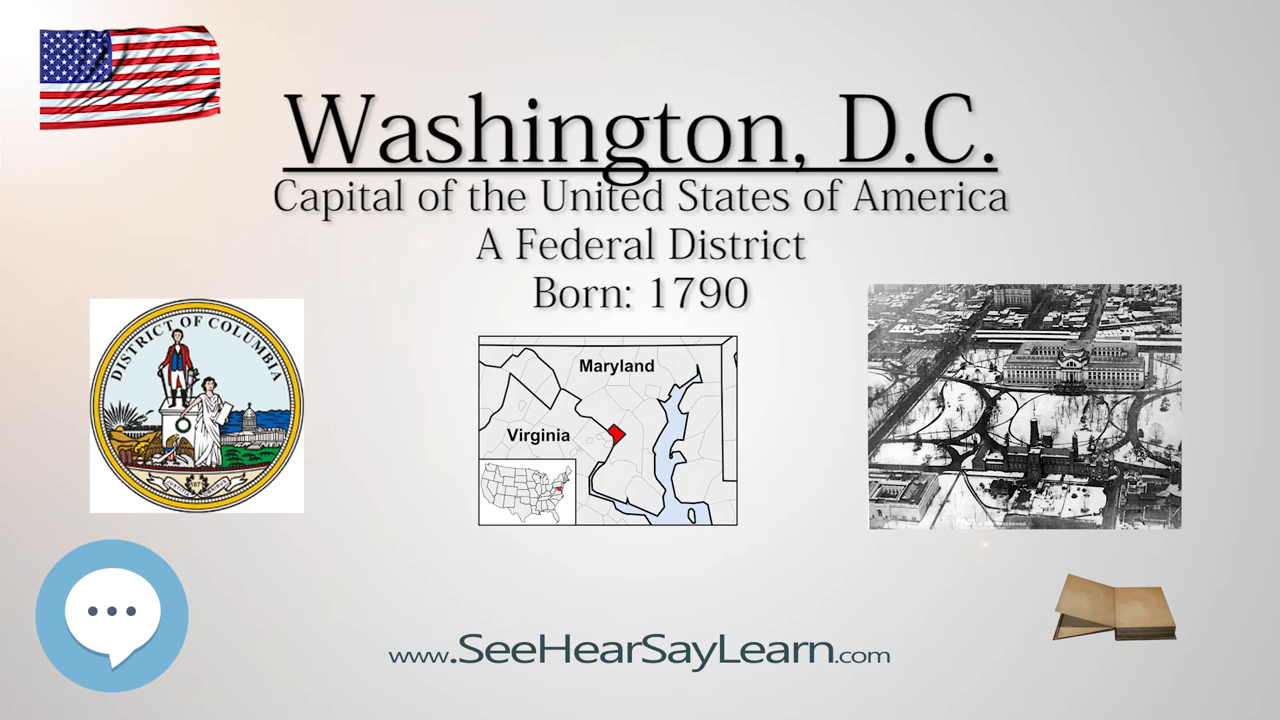 Washington, D.C.
Capital of the United States of America
A Federal District
Born: 1790
DISTRICT OF COLUMBIA
Maryland
Virginia
www.SeeHearSayLearn.com